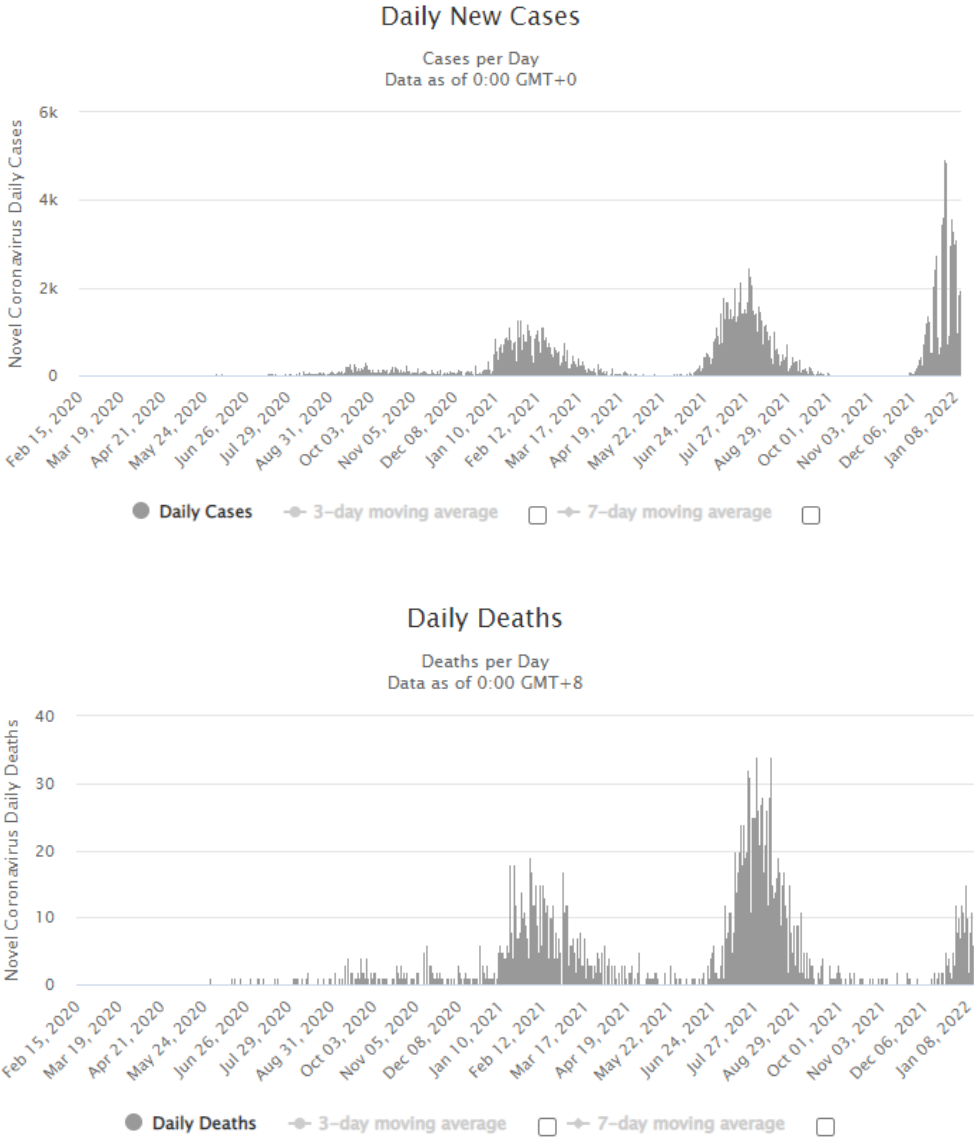 Daily New Cases
Cases per Day
Data as of 0:00 GMT+0
Novel Coronavirus Daily Cases
6k
4k
2k
0
Feb 15, 2020
Mar 19, 2020
Apr 21, 2020
May 24, 2020
Jun 26, 2020
Jul 29, 2020
Aug 31, 2020
Oct 03, 2020
Nov 05, 2020
Dec 08, 2020
Jan 10, 2021
Feb 12, 2021
Mar 17, 2021
Apr 19, 2021
May 22, 2021
Jun 24, 2021
Jul 27, 2021
Aug 29, 2021
Oct 01, 2021
Nov 03, 2021
Dec 06, 2021
Jan 08, 2022
Daily Cases 3-day moving average 7-day moving average
Daily Deaths
Deaths per Day
Data as of 0:00 GMT+8
Novel Coronavirus Daily Deaths
40
30
20
10
0
Feb 15, 2020
Mar 19, 2020
Apr 21, 2020
May 24, 2020
Jun 26, 2020
Jul 29, 2020
Aug 31, 2020
Oct 03, 2020
Nov 05, 2020
Dec 08, 2020
Jan 10, 2021
Feb 12, 2021
Mar 17, 2021
Apr 19, 2021
May 22, 2021
Jun 24, 2021
Jul 27, 2021
Aug 29, 2021
Oct 01, 2021
Nov 03, 2021
Dec 06, 2021
Jan 08, 2022
Daily Deaths 3-day moving average 7-day moving average